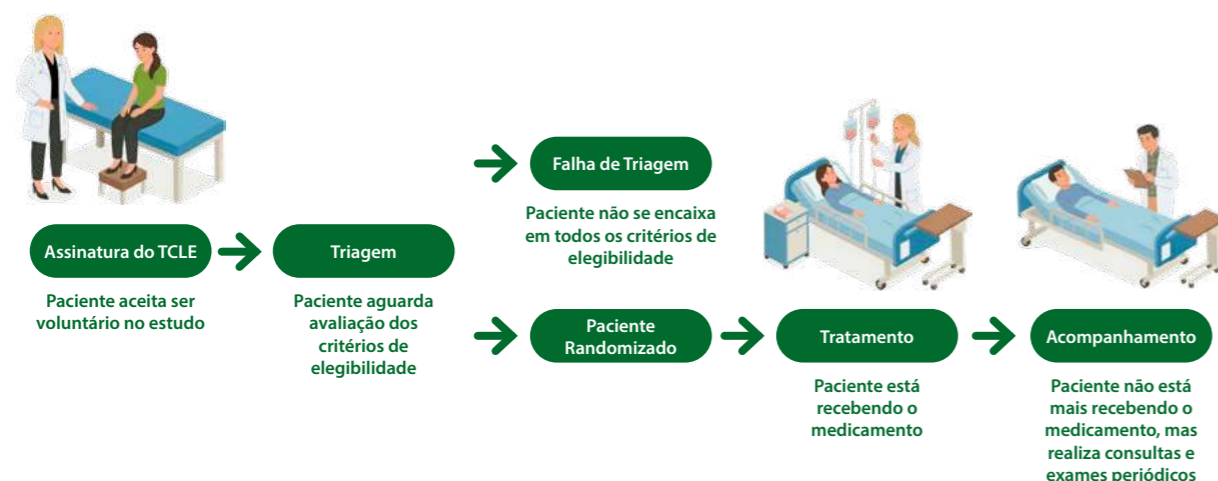 Assinatura do TCLE
Paciente aceita ser
voluntário no estudo
Triagem
Paciente aguarda
avaliação dos
critérios de
elegibilidade
Falha de Triagem
Paciente não se encaixa
em todos os critérios de
elegibilidade
Paciente
Randomizado
Tratamento
Paciente está
recebendo o
medicamento
Acompanhamento
Paciente não está
mais recebendo o
medicamento, mas
realiza consultas e
exames periódicos